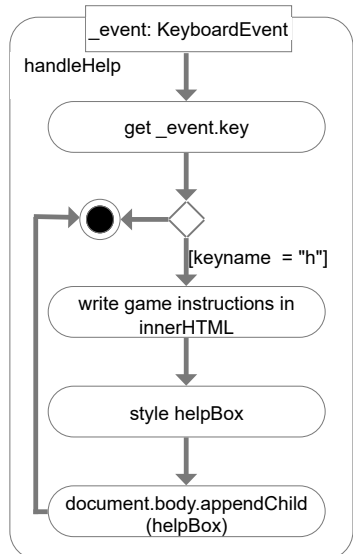 _event: KeyboardEvent
handleHelp
get _event.key
[keyname = "h"]
write game instructions in
innerHTML
style helpBox
document.body.appendChild
(helpBox)